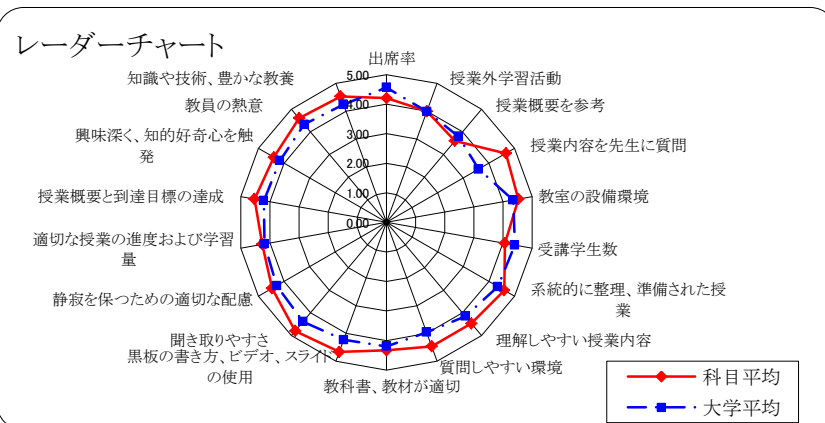 レーダーチャート
出席率
授業外学習活動
授業概要を参考
授業内容を先生に質問
教室の設備環境
受講学生数
系統的に整理、準備された授
業
理解しやすい授業内容
質問しやすい環境
教科書、教材が適切
黒板の書き方、ビデオ、スライド
の使用
聞き取りやすさ
静寂を保つための適切な配慮
適切な授業の進度および学習
量
授業概要と到達目標の達成
興味深く、知的好奇心を触
発
教員の熱意
知識や技術、豊かな教養
5.00
4.00
3.00
2.00
1.00
0.00
科目平均
大学平均